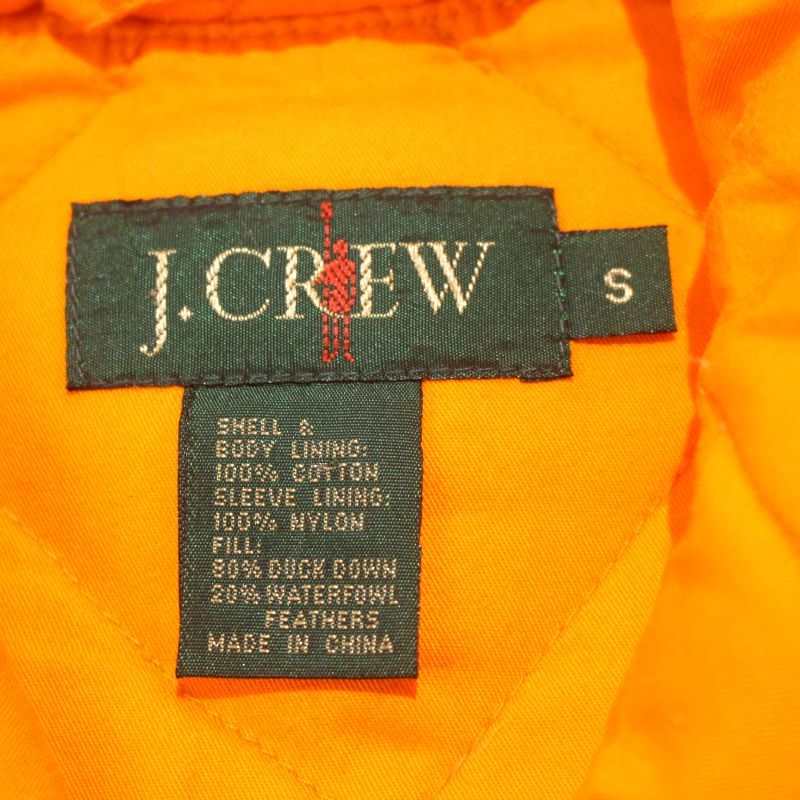 J.CREW
S
SHELL &
BODY LINING:
100% COTTON
SLEEVE LINING:
100% NYLON
FILL:
80% DUCK DOWN
20% WATERFOWL
FEATHERS
MADE IN CHINA